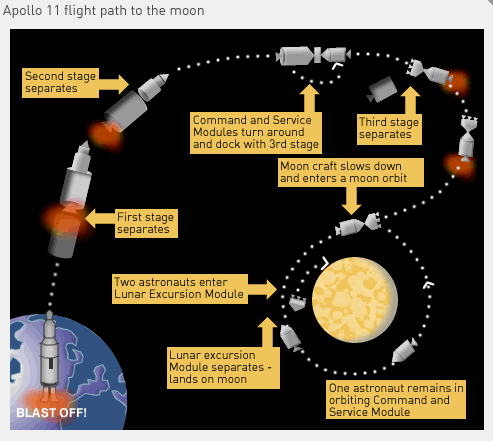 Apollo 11 flight path to the moon
Second stage
separates
Command and Service
Modules turn around
and dock with 3rd stage
Third stage
separates
Moon craft slows down
and enters a moon orbit
First stage
separates
Two astronauts enter
Lunar Excursion Module
Lunar excursion
Module separates -
lands on moon
One astronaut remains in
orbiting Command and
Service Module
BLAST OFF!